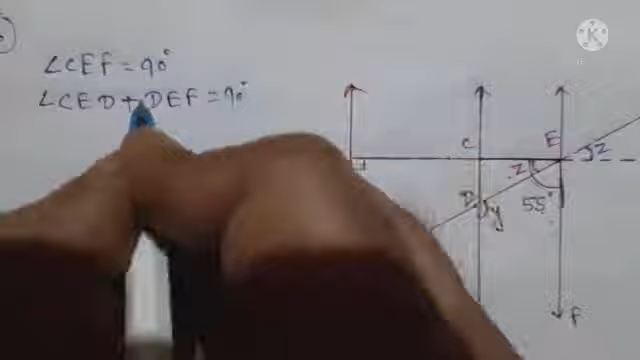 ∠CEF = 90°
∠CED + DEF = 90°
C
E
z
z
D
y
55°
F
K